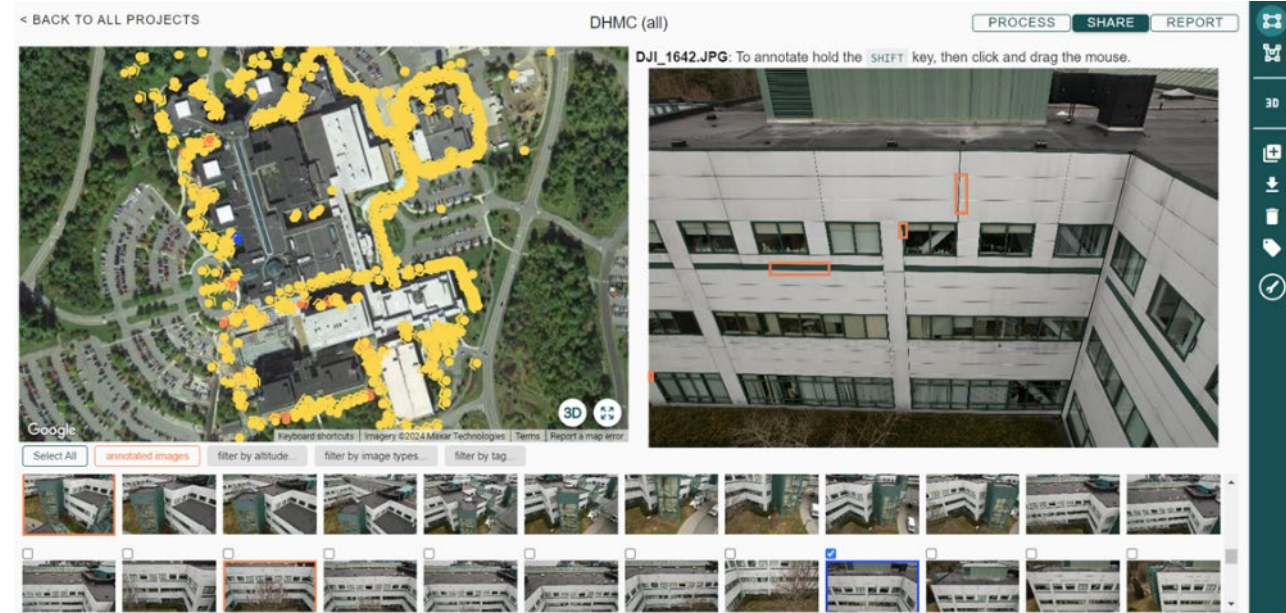 < BACK TO ALL PROJECTS
DHMC (all)
PROCESS SHARE REPORT
DJI_1642.JPG: To annotate hold the SHIFT key, then click and drag the mouse.
3D
3D
Google
Keyboard shortcuts Imagery ©2024 Maxar Technologies Terms Report a map error
Select All annotated images filter by altitude... filter by image types... filter by tag...